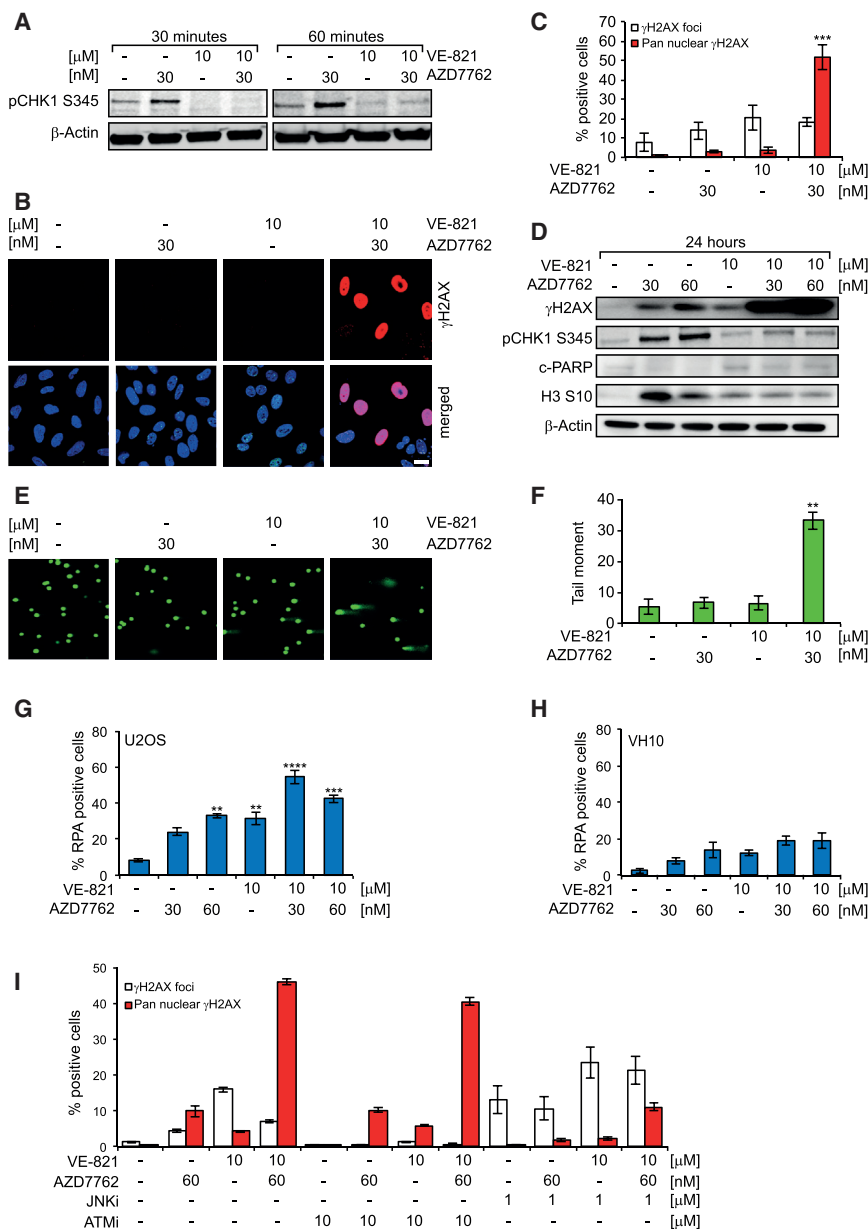 A
30 minutes 60 minutes
[µM] - - 10 10 - - 10 10 VE-821
[nM] - 30 - 30 - 30 - 30 AZD7762
pCHK1 S345
β-Actin
B
[µM] - - 10 10 VE-821
[nM] - 30 - 30 AZD7762
γH2AX
merged
C
γH2AX foci
Pan nuclear γH2AX
***
% positive cells
70
60
50
40
30
20
10
0
VE-821 - - 10 10 [µM]
AZD7762 - 30 - 30 [nM]
D
24 hours
VE-821 - - - 10 10 10 [µM]
AZD7762 - 30 60 - 30 60 [nM]
γH2AX
pCHK1 S345
c-PARP
H3 S10
β-Actin
E
[µM] - - 10 10 VE-821
[nM] - 30 - 30 AZD7762
F
**
Tail moment
50
40
30
20
10
0
VE-821 - - 10 10 [µM]
AZD7762 - 30 - 30 [nM]
G
U2OS
** ** **** ***
% RPA positive cells
80
60
40
20
0
VE-821 - - - 10 10 10 [µM]
AZD7762 - 30 60 - 30 60 [nM]
H
VH10
% RPA positive cells
80
60
40
20
0
VE-821 - - - 10 10 10 [µM]
AZD7762 - 30 60 - 30 60 [nM]
I
γH2AX foci
Pan nuclear γH2AX
% positive cells
50
40
30
20
10
0
VE-821 - - 10 10 - - 10 10 - - 10 10 [µM]
AZD7762 - 60 - 60 - 60 - 60 - 60 - 60 [nM]
JNKi - - - - - - - - 1 1 1 1 [µM]
ATMi - - - - 10 10 10 10 - - - -